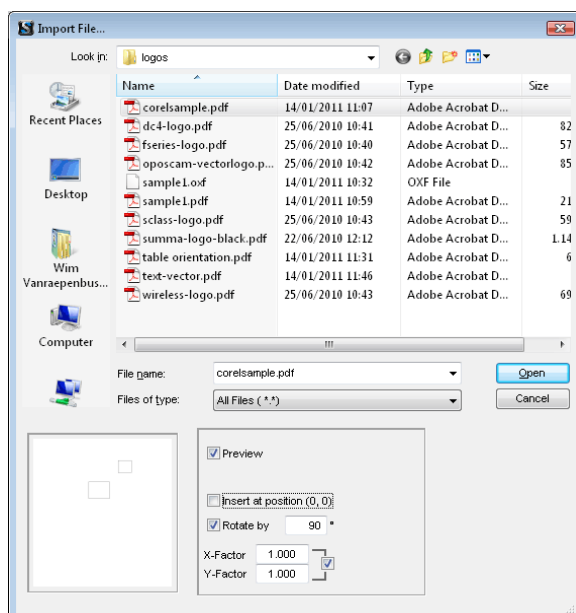 Import File...
Look in: logos
Name Date modified Type Size
corelsample.pdf 14/01/2011 11:07 Adobe Acrobat D...
dc4-logo.pdf 25/06/2010 10:41 Adobe Acrobat D... 82
fseries-logo.pdf 25/06/2010 10:40 Adobe Acrobat D... 57
oposcam-vectorlogo.p... 25/06/2010 10:42 Adobe Acrobat D... 85
sample1.oxf 14/01/2011 10:32 OXF File
sample1.pdf 14/01/2011 10:59 Adobe Acrobat D... 21
sclass-logo.pdf 25/06/2010 10:43 Adobe Acrobat D... 59
summa-logo-black.pdf 22/06/2010 12:12 Adobe Acrobat D... 1.14
table orientation.pdf 14/01/2011 11:31 Adobe Acrobat D... 6
text-vector.pdf 14/01/2011 11:46 Adobe Acrobat D...
wireless-logo.pdf 25/06/2010 10:43 Adobe Acrobat D... 69
Recent Places
Desktop
Wim
Vanraepenbus...
Computer
File name: corelsample.pdf Open
Files of type: All Files (*.*) Cancel
Preview
Insert at position (0, 0)
Rotate by 90 °
X-Factor 1.000
Y-Factor 1.000